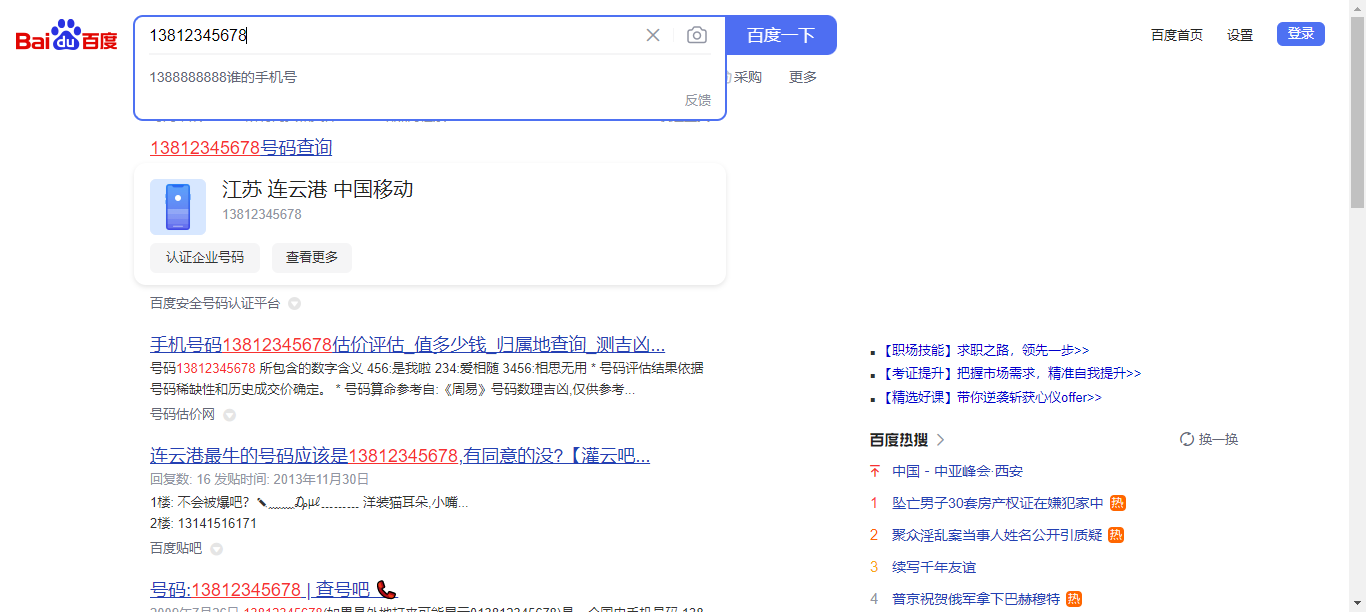 Bai du 百度
13812345678
百度一下
百度首页 设置 登录
1388888888谁的手机号
采购 更多
反馈
13812345678号码查询
江苏 连云港 中国移动
13812345678
认证企业号码 查看更多
百度安全号码认证平台
手机号码13812345678估价评估_值多少钱_归属地查询_测吉凶...
号码13812345678 所包含的数字含义 456:是我啦 234:爱相随 3456:相思无用 * 号码评估结果依据
号码稀缺性和历史成交价确定。 * 号码算命参考自:《周易》号码数理吉凶,仅供参考...
号码估价网
连云港最牛的号码应该是13812345678,有同意的没?【灌云吧...
回复数: 16 发贴时间: 2013年11月30日
1楼: 不会被爆吧? 洋装猫耳朵,小嘴...
2楼: 13141516171
百度贴吧
号码:13812345678 | 查号吧
【职场技能】求职之路，领先一步>>
【考证提升】把握市场需求，精准自我提升>>
【精选好课】带你逆袭斩获心仪offer>>
百度热搜 换一换
中国－中亚峰会·西安
1 坠亡男子30套房产权证在嫌犯家中 热
2 聚众淫乱案当事人姓名公开引质疑 热
3 续写千年友谊
4 普京祝贺俄军拿下巴赫穆特 热